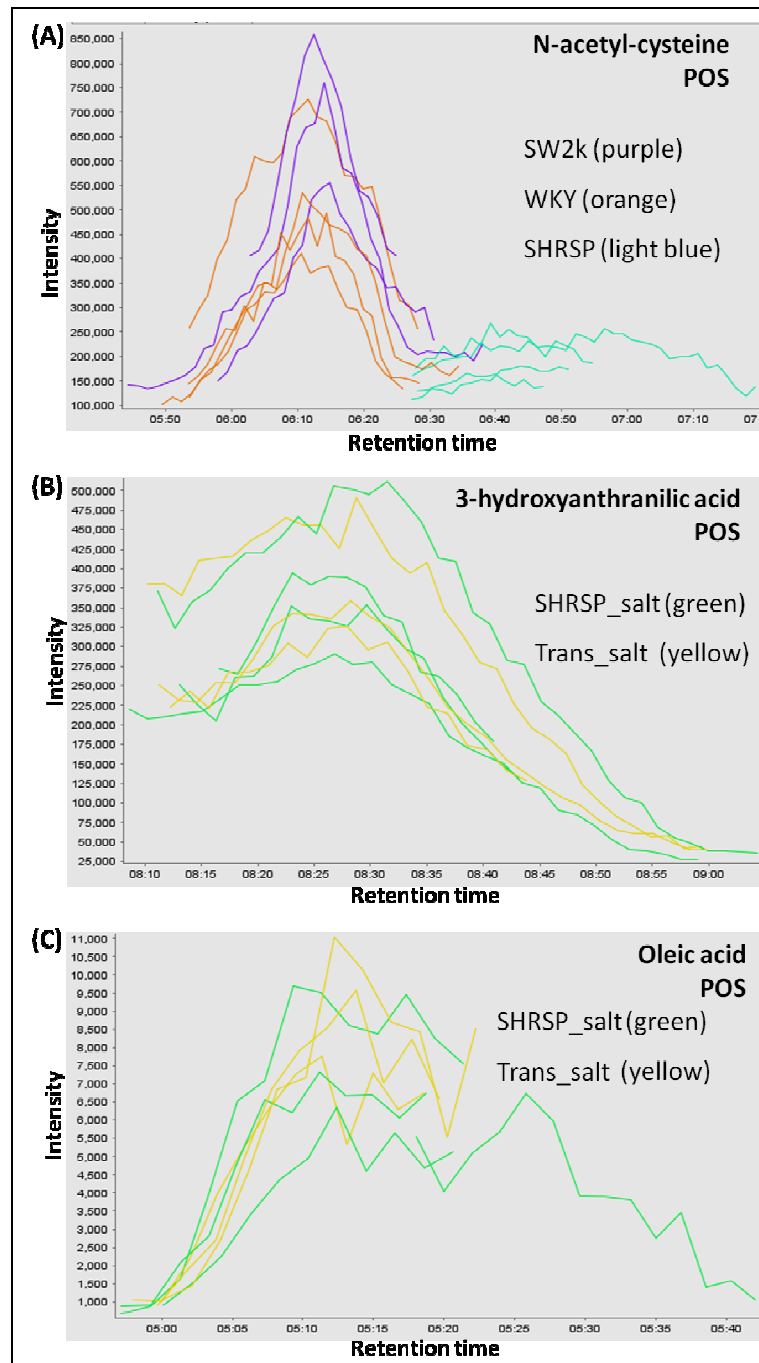 (A)
N-acetyl-cysteine
POS
SW2k (purple)
WKY (orange)
SHRSP (light blue)
Intensity
850,000
800,000
750,000
700,000
650,000
600,000
550,000
500,000
450,000
400,000
350,000
300,000
250,000
200,000
150,000
100,000
05:50 06:00 06:10 06:20 06:30 06:40 06:50 07:00 07:10 07
Retention time
(B)
3-hydroxyanthranilic acid
POS
SHRSP_salt (green)
Trans_salt (yellow)
Intensity
500,000
475,000
450,000
425,000
400,000
375,000
350,000
325,000
300,000
275,000
250,000
225,000
200,000
175,000
150,000
125,000
100,000
75,000
50,000
25,000
08:10 08:15 08:20 08:25 08:30 08:35 08:40 08:45 08:50 08:55 09:00
Retention time
(C)
Oleic acid
POS
SHRSP_salt (green)
Trans_salt (yellow)
Intensity
11,000
10,500
10,000
9,500
9,000
8,500
8,000
7,500
7,000
6,500
6,000
5,500
5,000
4,500
4,000
3,500
3,000
2,500
2,000
1,500
1,000
05:00 05:05 05:10 05:15 05:20 05:25 05:30 05:35 05:40
Retention time